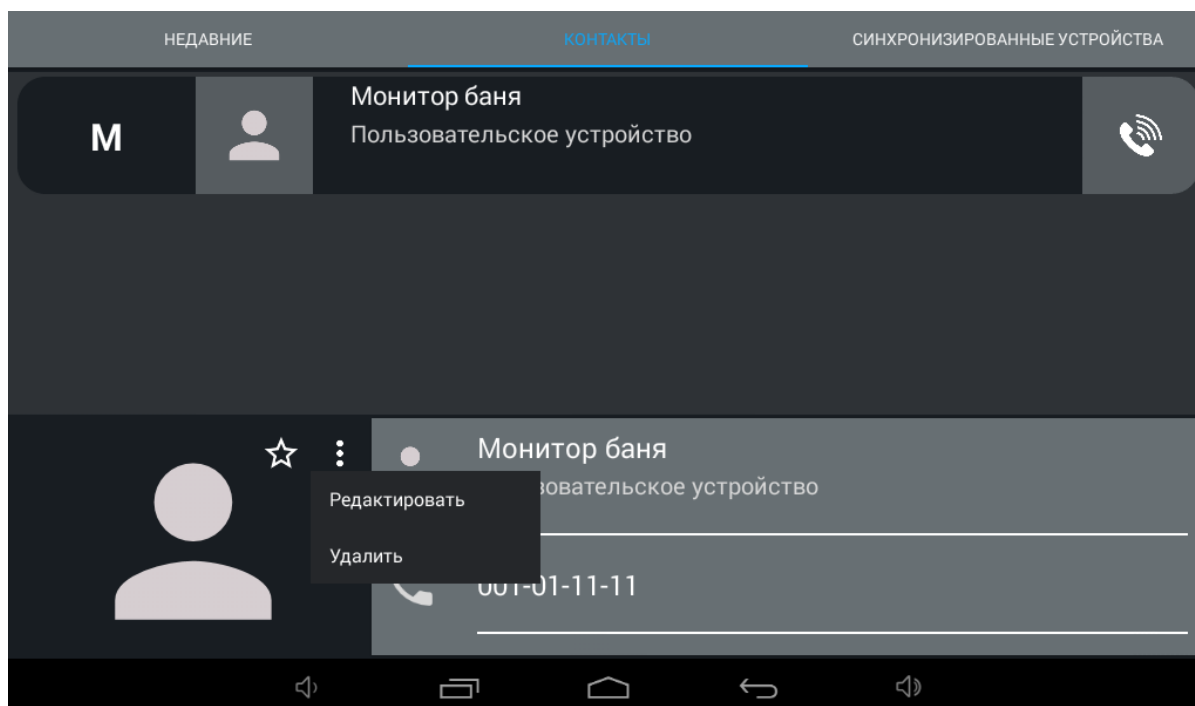 НЕДАВНИЕ
КОНТАКТЫ
СИНХРОНИЗИРОВАННЫЕ УСТРОЙСТВА
М
Монитор баня
Пользовательское устройство
Монитор баня
зовательское устройство
Редактировать
Удалить
001-01-11-11